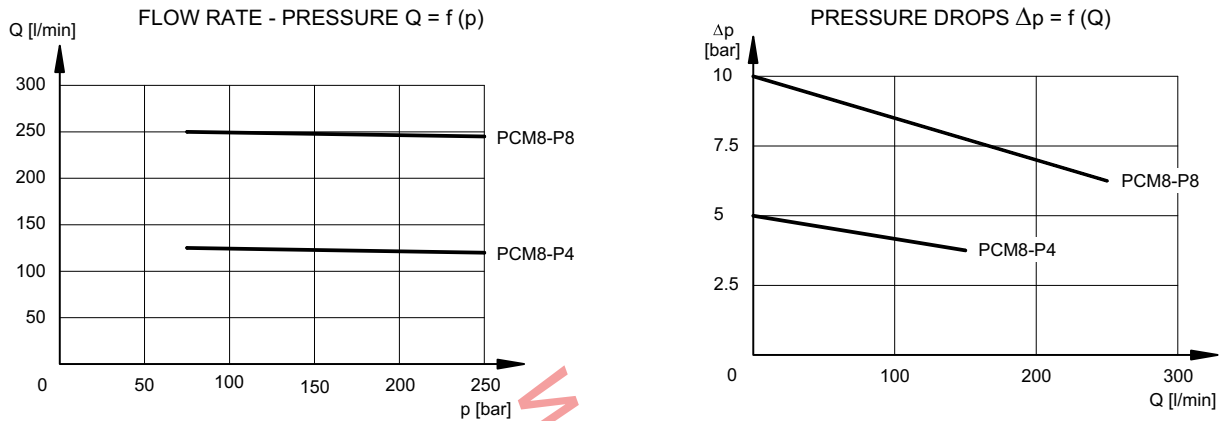 FLOW RATE - PRESSURE Q = f (p)
Q [l/min]
300
250
200
150
100
50
0
50
100
150
200
250
p [bar]
PCM8-P8
PCM8-P4
PRESSURE DROPS Δp = f (Q)
Δp
[bar]
10
7.5
5
2.5
0
100
200
300
Q [l/min]
PCM8-P8
PCM8-P4